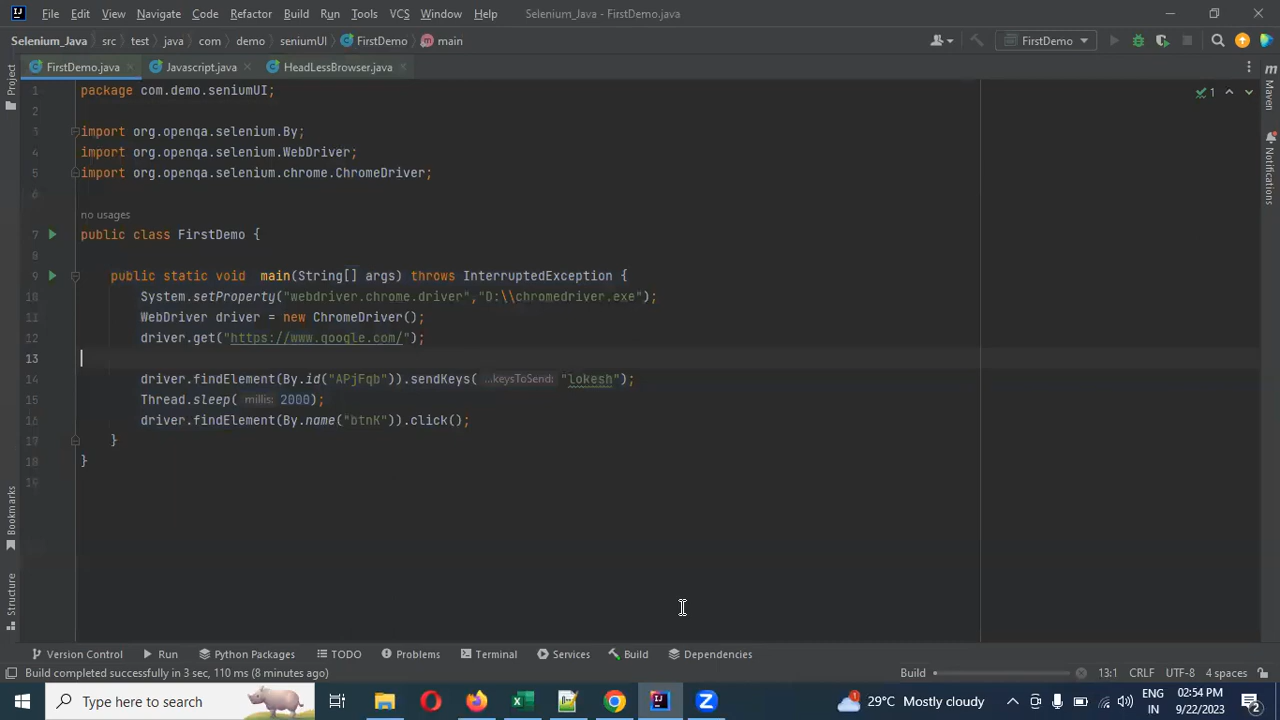 File Edit View Navigate Code Refactor Build Run Tools VCS Window Help Selenium_Java - FirstDemo.java
Selenium_Java src test java com demo seniumUI FirstDemo main FirstDemo
FirstDemo.java Javascript.java HeadLessBrowser.java
Project
Maven
Notifications
Bookmarks
Structure
1 package com.demo.seniumUI; 1
2
3 import org.openqa.selenium.By;
4 import org.openqa.selenium.WebDriver;
5 import org.openqa.selenium.chrome.ChromeDriver;
6
no usages
7 public class FirstDemo {
8
9 public static void main(String[] args) throws InterruptedException {
10 System.setProperty("webdriver.chrome.driver","D:\\chromedriver.exe");
11 WebDriver driver = new ChromeDriver();
12 driver.get("https://www.google.com/");
13
14 driver.findElement(By.id("APjFqb")).sendKeys( ...keysToSend: "lokesh");
15 Thread.sleep( millis: 2000);
16 driver.findElement(By.name("btnK")).click();
17 }
18 }
19
Version Control Run Python Packages TODO Problems Terminal Services Build Dependencies
Build completed successfully in 3 sec, 110 ms (8 minutes ago) Build 13:1 CRLF UTF-8 4 spaces
Type here to search 29°C Mostly cloudy ENG IN 02:54 PM 9/22/2023 2